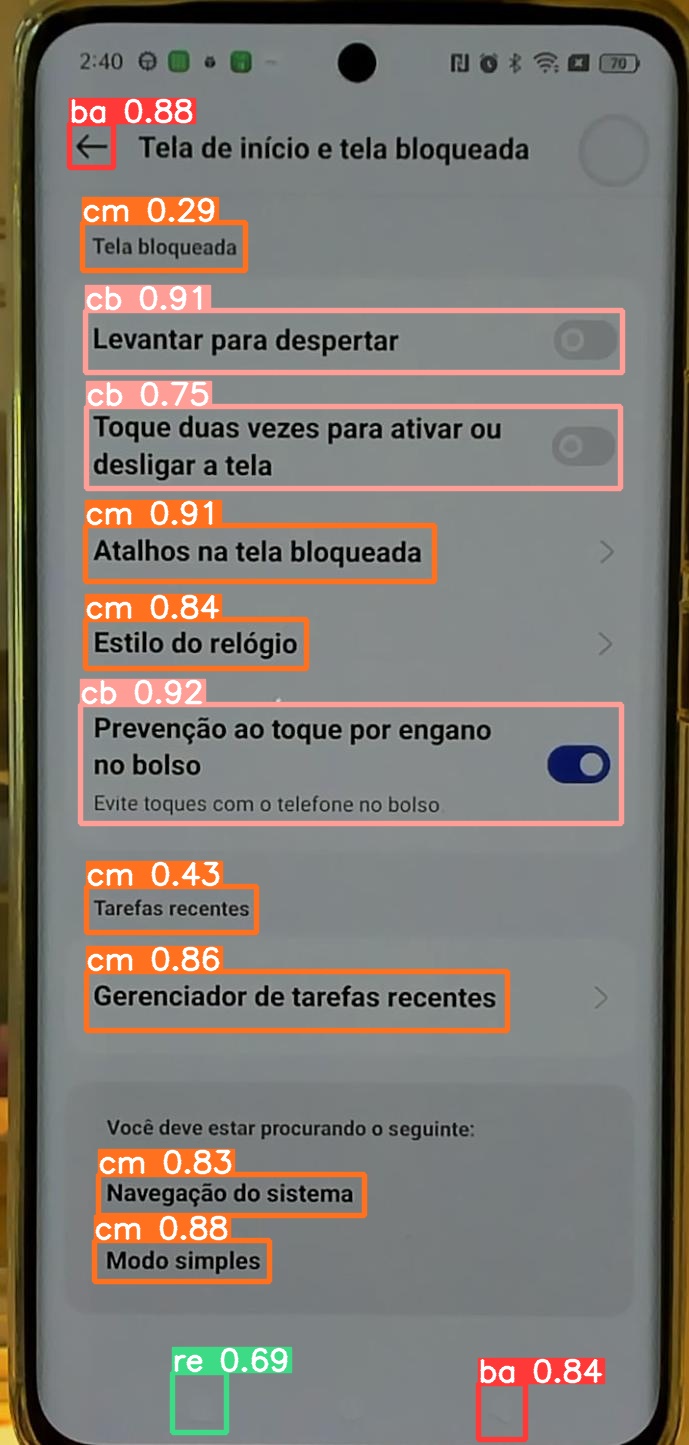 2:40
70
ba 0.88
Tela de início e tela bloqueada
cm 0.29
Tela bloqueada
cb 0.91
Levantar para despertar
cb 0.75
Toque duas vezes para ativar ou
desligar a tela
cm 0.91
Atalhos na tela bloqueada
cm 0.84
Estilo do relógio
cb 0.92
Prevenção ao toque por engano
no bolso
Evite toques com o telefone no bolso
cm 0.43
Tarefas recentes
cm 0.86
Gerenciador de tarefas recentes
Você deve estar procurando o seguinte:
cm 0.83
Navegação do sistema
cm 0.88
Modo simples
re 0.69
ba 0.84